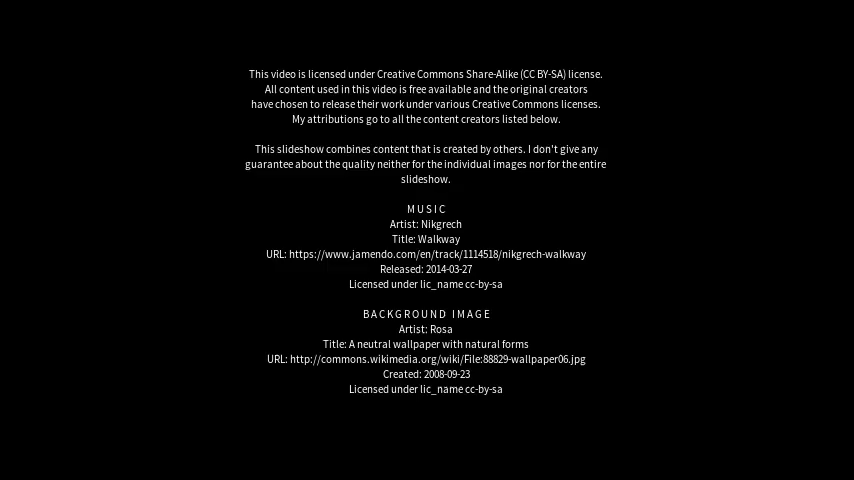 This video is licensed under Creative Commons Share-Alike (CC BY-SA) license.
All content used in this video is free available and the original creators
have chosen to release their work under various Creative Commons licenses.
My attributions go to all the content creators listed below.
This slideshow combines content that is created by others. I don't give any
guarantee about the quality neither for the individual images nor for the entire
slideshow.
MUSIC
Artist: Nikgrech
Title: Walkway
URL: https://www.jamendo.com/en/track/1114518/nikgrech-walkway
Released: 2014-03-27
Licensed under lic_name cc-by-sa
BACKGROUND IMAGE
Artist: Rosa
Title: A neutral wallpaper with natural forms
URL: http://commons.wikimedia.org/wiki/File:88829-wallpaper06.jpg
Created: 2008-09-23
Licensed under lic_name cc-by-sa